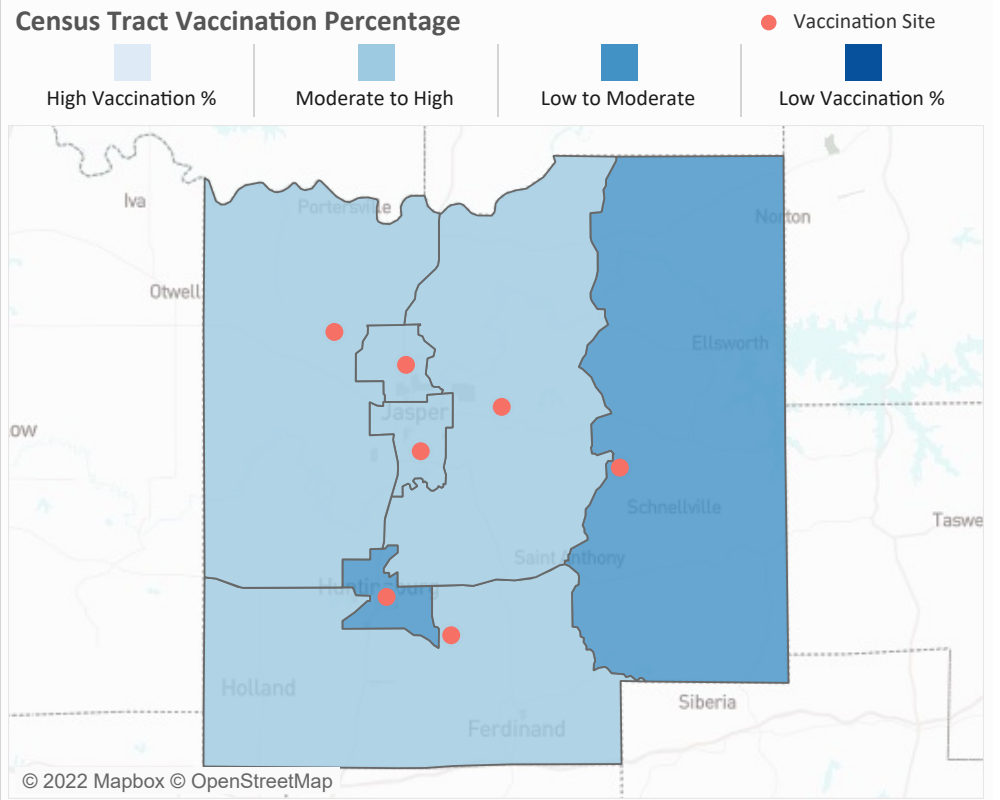 Census Tract Vaccination Percentage
Vaccination Site
High Vaccination %
Moderate to High
Low to Moderate
Low Vaccination %
Iva
Portersville
Norton
Otwell
Ellsworth
Jasper
ow
Schnellville
Taswe
Saint Anthony
Huntingburg
Holland
Siberia
Ferdinand
© 2022 Mapbox © OpenStreetMap